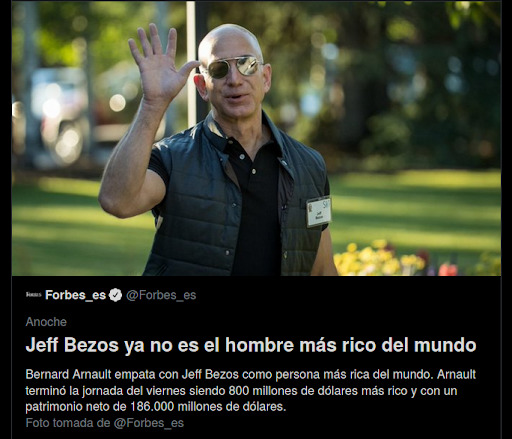 FORBES Forbes_es @Forbes_es
Anoche
Jeff Bezos ya no es el hombre más rico del mundo
Bernard Arnault empata con Jeff Bezos como persona más rica del mundo. Arnault
terminó la jornada del viernes siendo 800 millones de dólares más rico y con un
patrimonio neto de 186.000 millones de dólares.
Foto tomada de @Forbes_es